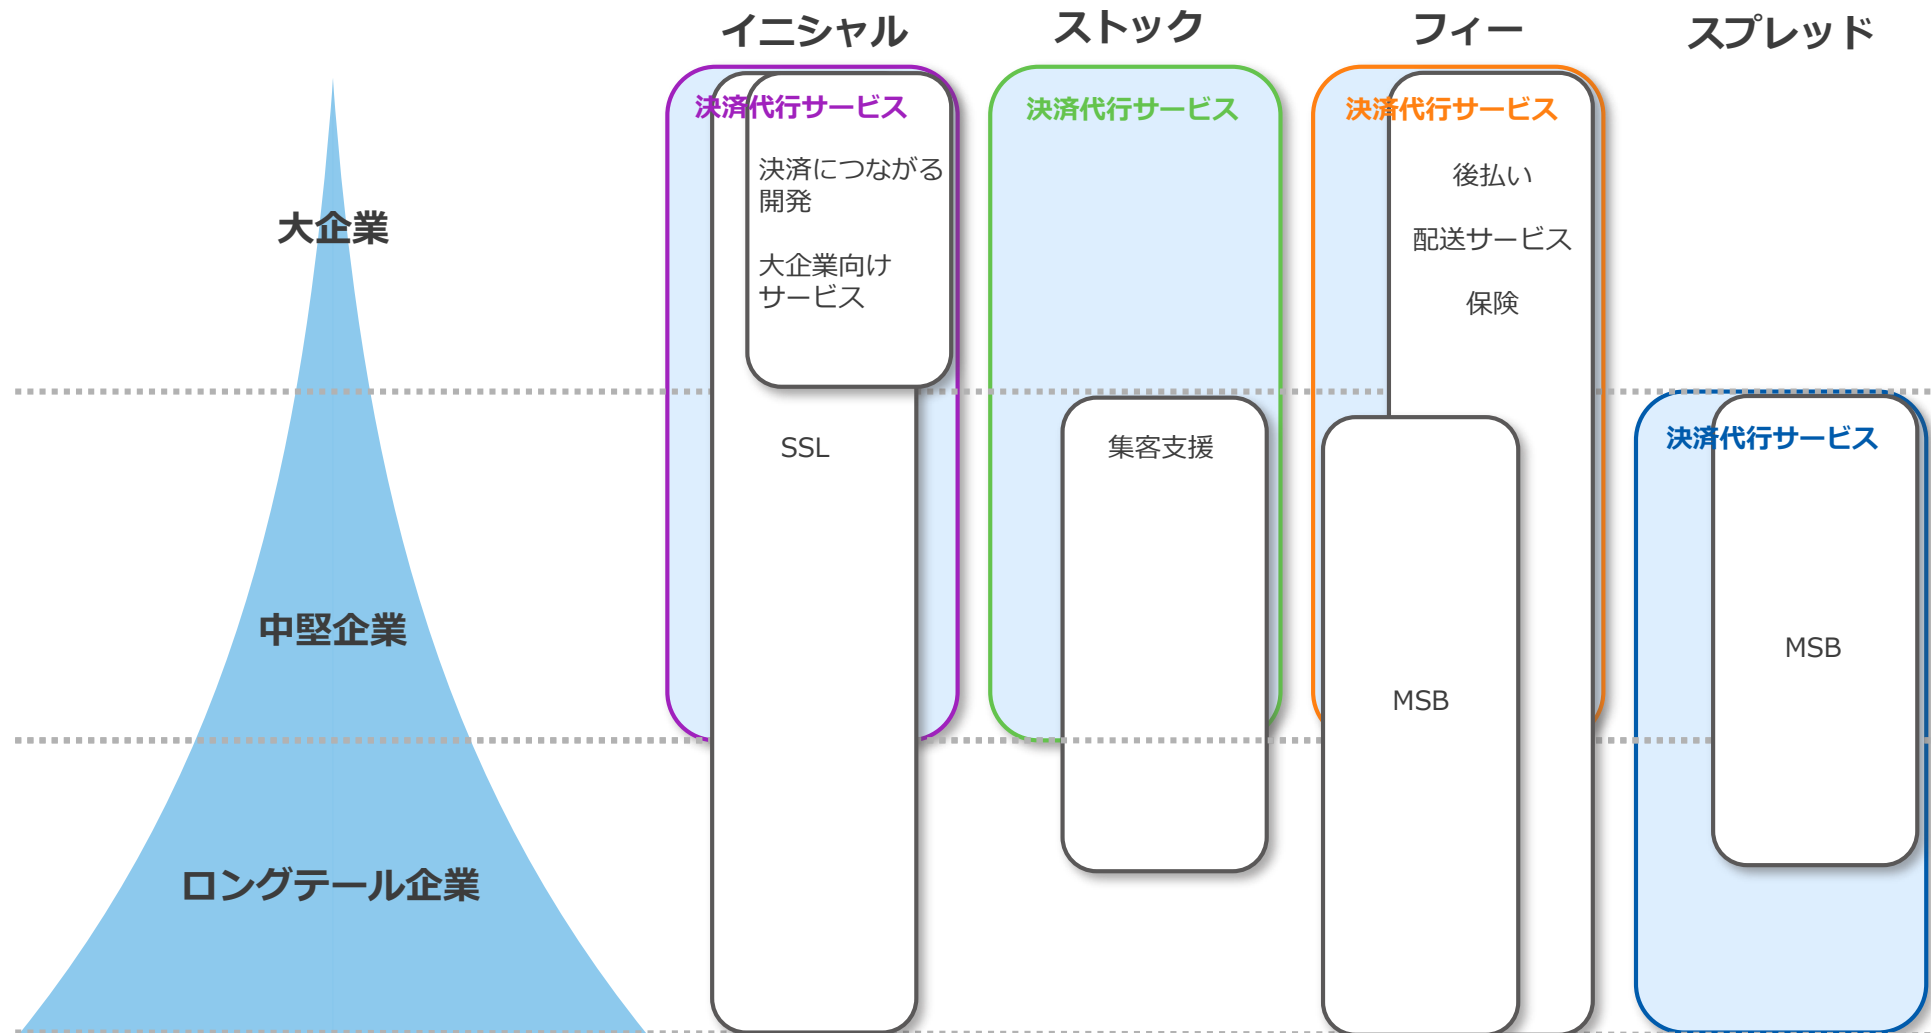 イニシャル
ストック
フィー
スプレッド
決済代行サービス
決済代行サービス
決済代行サービス
決済につながる
開発
大企業向け
サービス
後払い
配送サービス
保険
大企業
決済代行サービス
SSL
集客支援
中堅企業
MSB
MSB
ロングテール企業